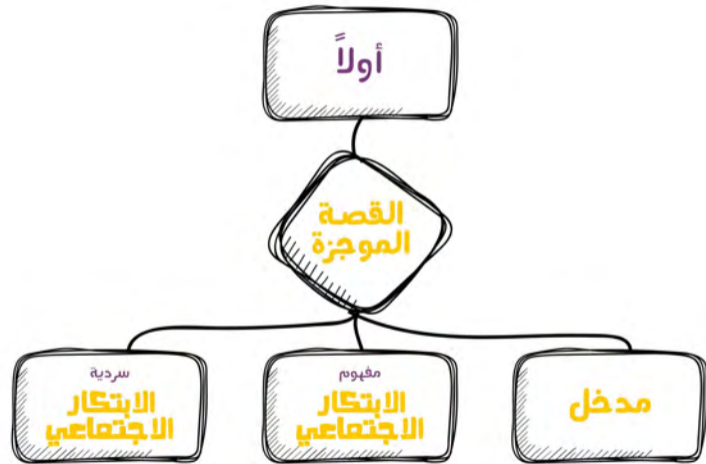 أولاً
القصة
الموجزة
مدخل
مفهوم
الابتكار
الاجتماعي
سردية
الابتكار
الاجتماعي